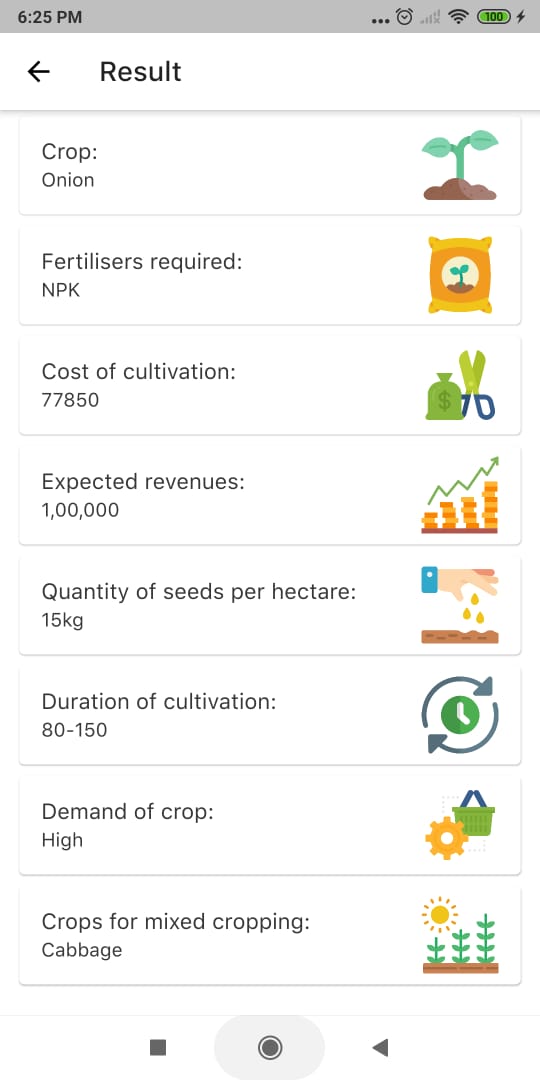 6:25 PM
100
Result
Crop:
Onion
Fertilisers required:
NPK
Cost of cultivation:
77850
$
Expected revenues:
1,00,000
Quantity of seeds per hectare:
15kg
Duration of cultivation:
80-150
Demand of crop:
High
Crops for mixed cropping:
Cabbage